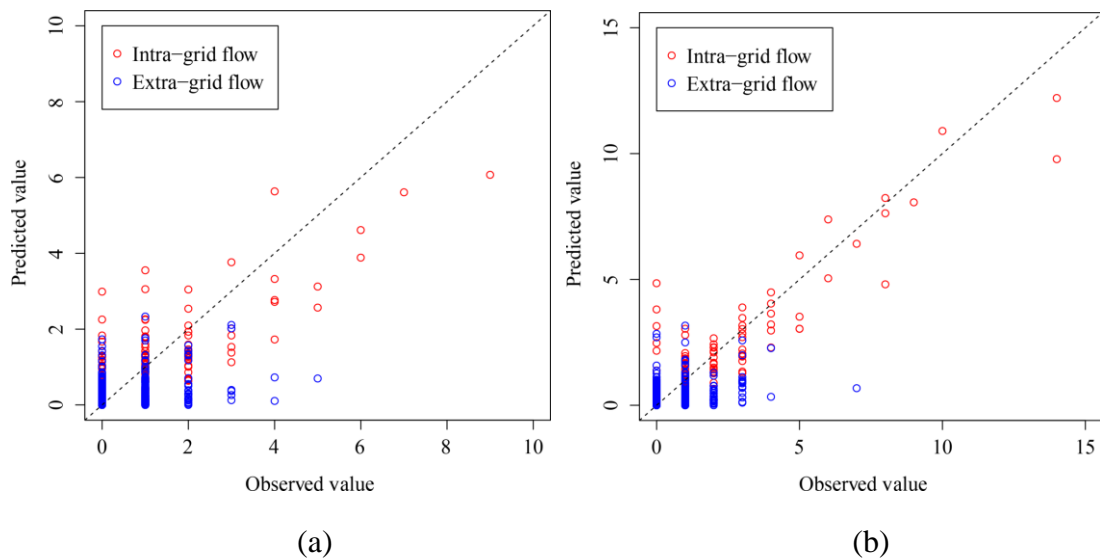 Intra−grid flow
Extra−grid flow
Predicted value
0
2
4
6
8
10
0 2 4 6 8 10
Observed value
(a)
Intra−grid flow
Extra−grid flow
Predicted value
0
5
10
15
0 5 10 15
Observed value
(b)